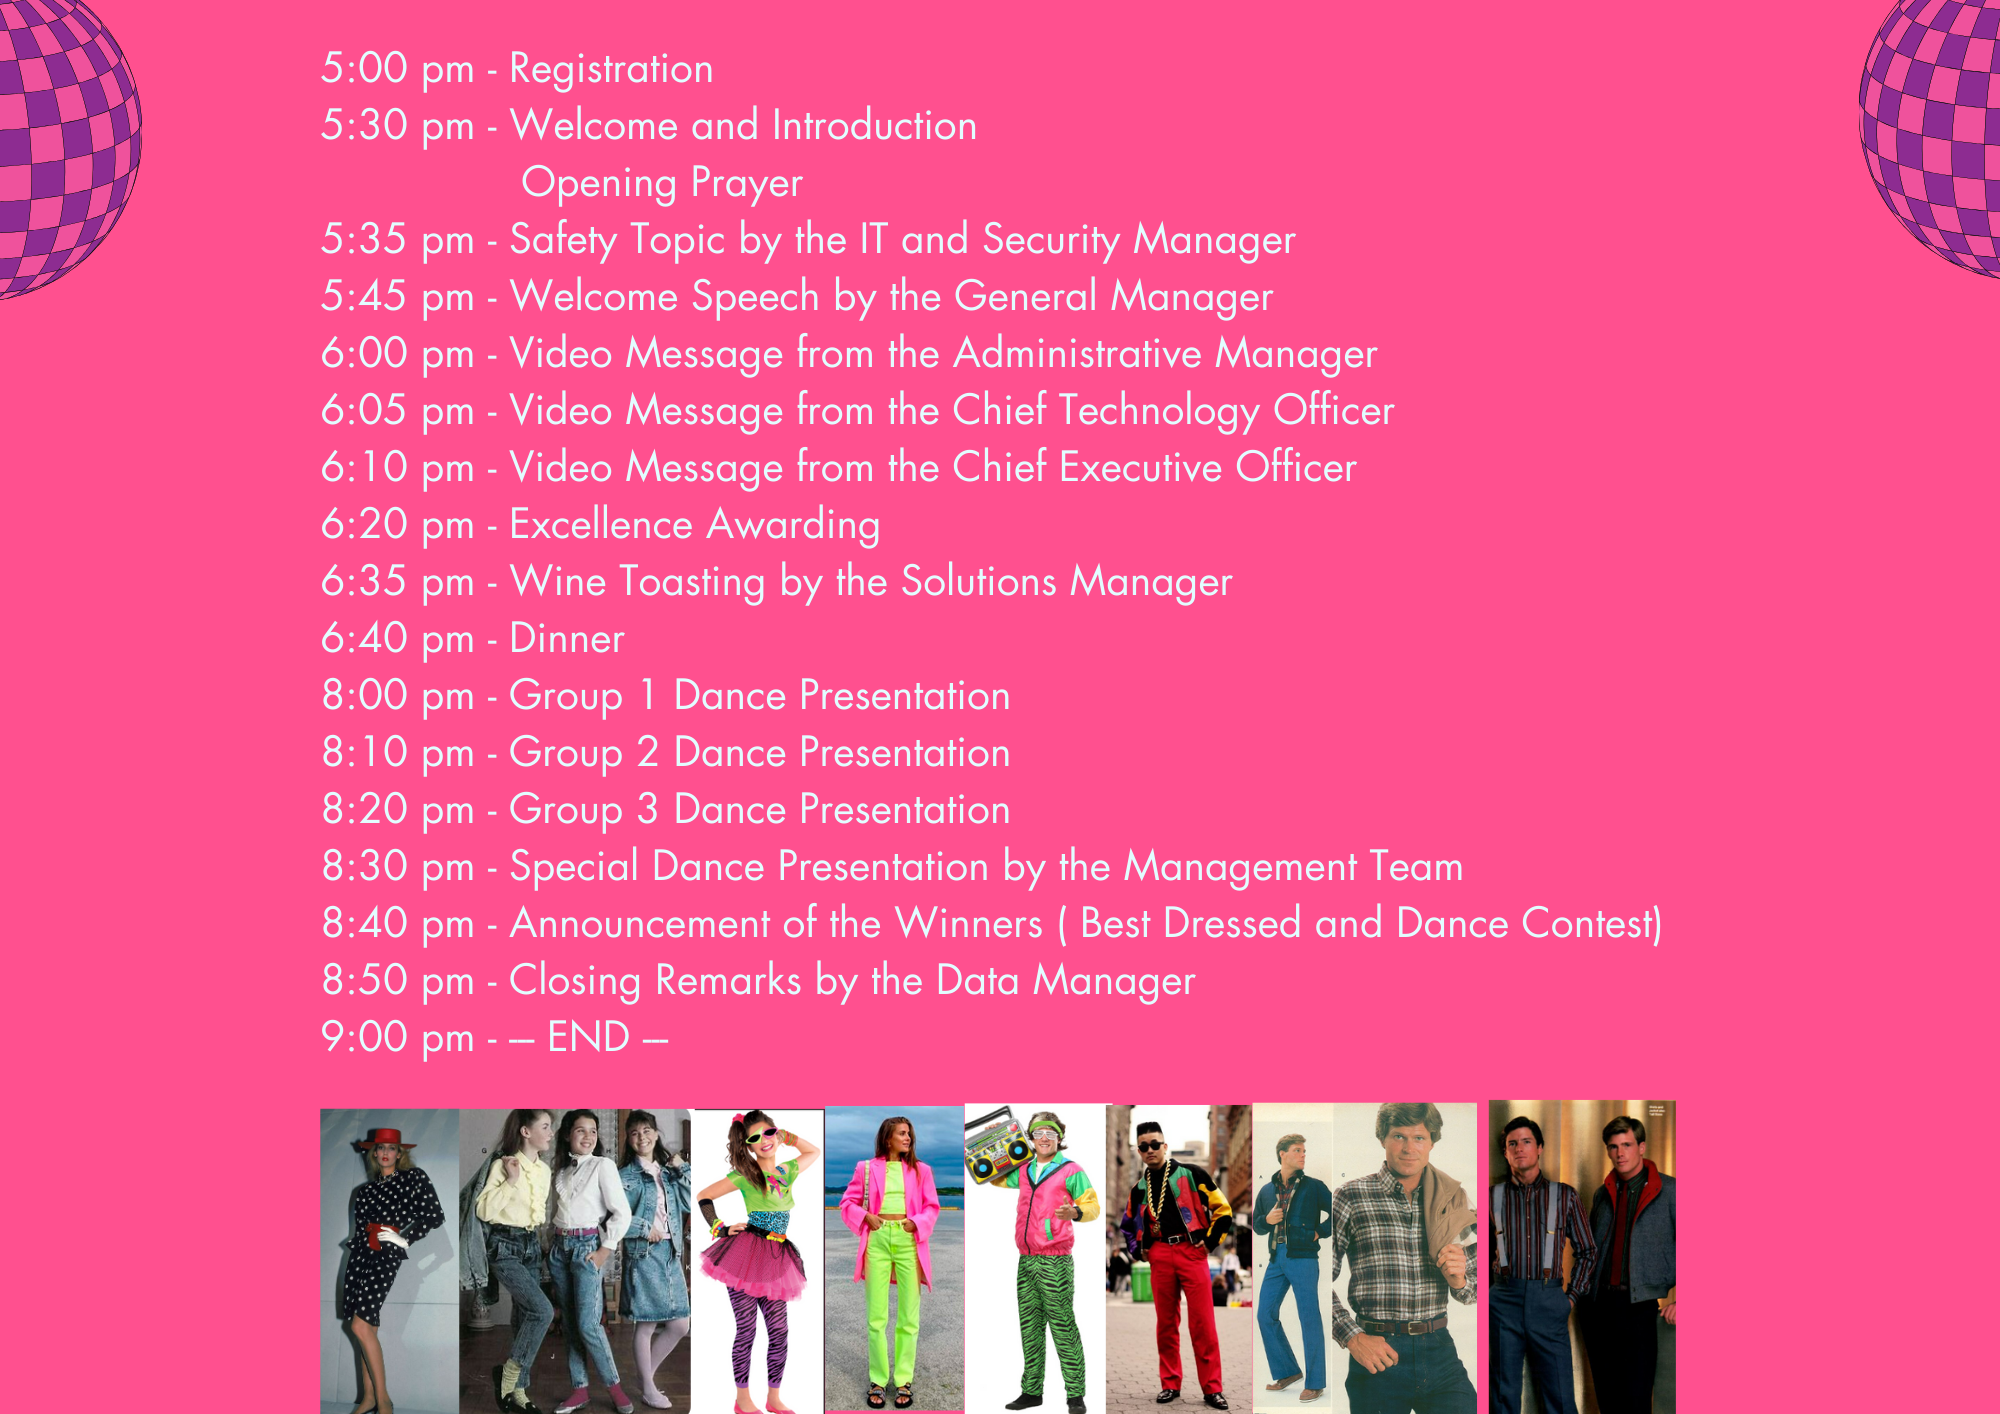 5:00 pm - Registration
5:30 pm - Welcome and Introduction
Opening Prayer
5:35 pm - Safety Topic by the IT and Security Manager
5:45 pm - Welcome Speech by the General Manager
6:00 pm - Video Message from the Administrative Manager
6:05 pm - Video Message from the Chief Technology Officer
6:10 pm - Video Message from the Chief Executive Officer
6:20 pm - Excellence Awarding
6:35 pm - Wine Toasting by the Solutions Manager
6:40 pm - Dinner
8:00 pm - Group 1 Dance Presentation
8:10 pm - Group 2 Dance Presentation
8:20 pm - Group 3 Dance Presentation
8:30 pm - Special Dance Presentation by the Management Team
8:40 pm - Announcement of the Winners ( Best Dressed and Dance Contest)
8:50 pm - Closing Remarks by the Data Manager
9:00 pm - -- END --